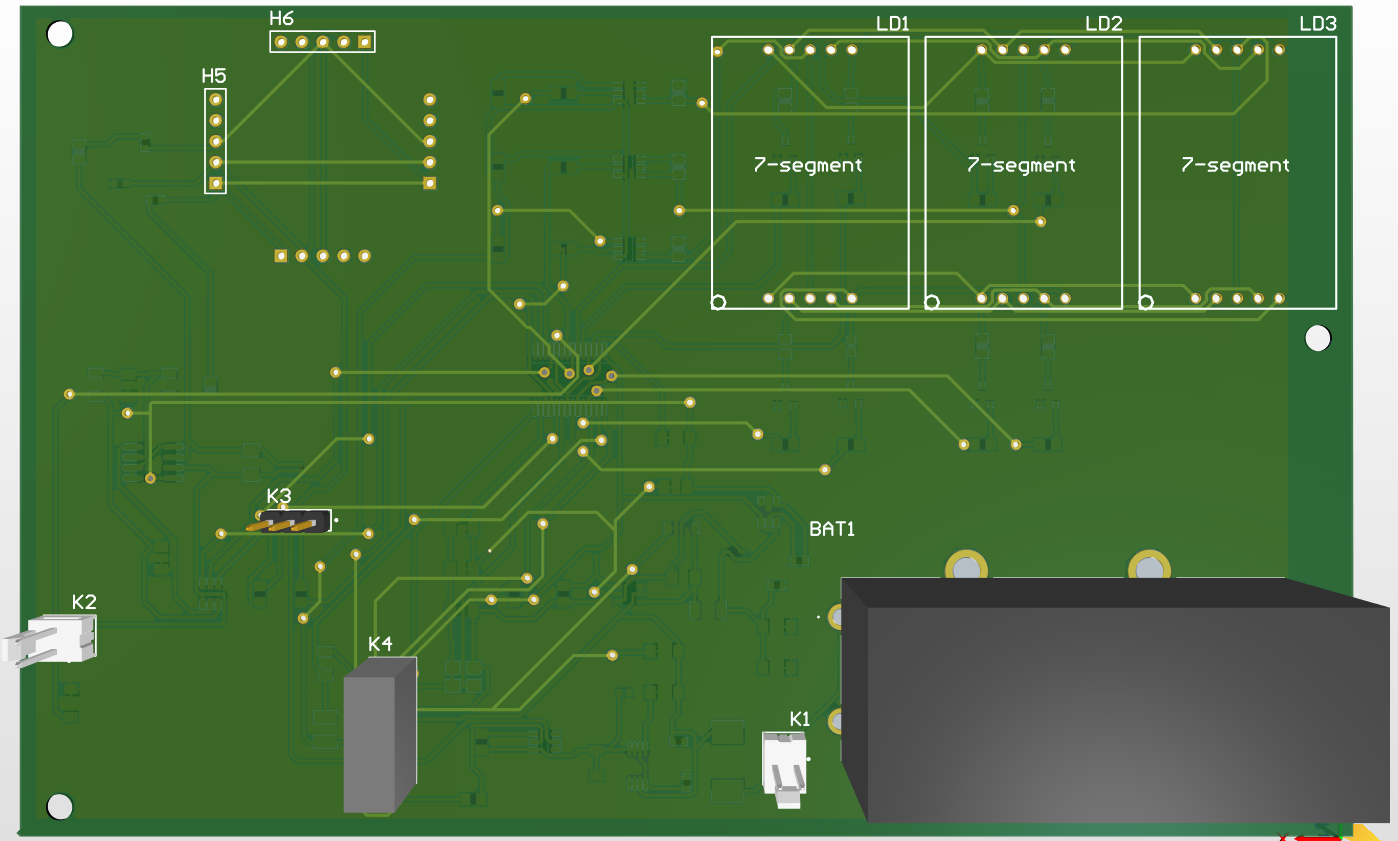 H6
LD1
LD2
LD3
H5
7-segment
7-segment
7-segment
K3
BAT1
K2
K4
K1